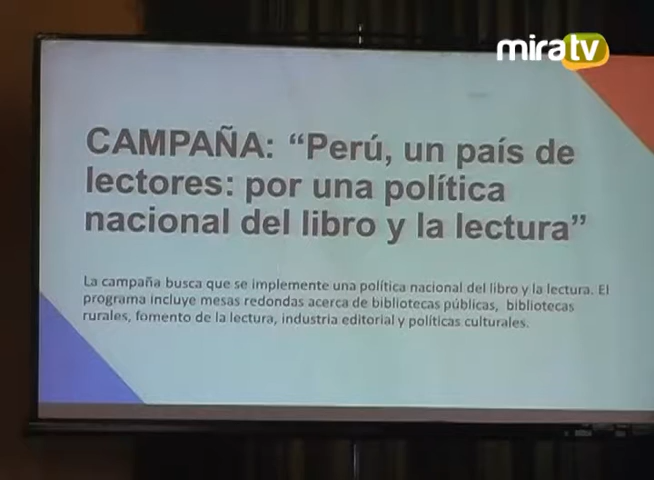 miratv
CAMPAÑA: “Perú, un país de
lectores: por una política
nacional del libro y la lectura”
La campaña busca que se implemente una política nacional del libro y la lectura. El
programa incluye mesas redondas acerca de bibliotecas públicas, bibliotecas
rurales, fomento de la lectura, industria editorial y políticas culturales.